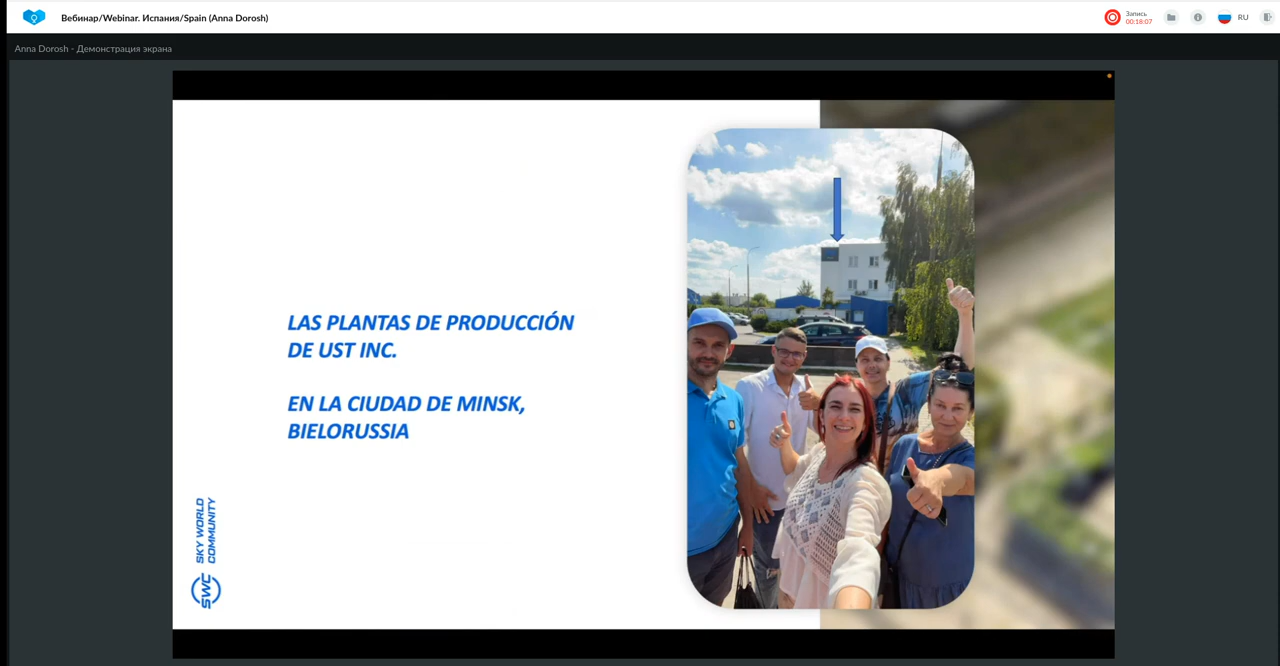 Вебинар/Webinar. Испания/Spain (Anna Dorosh)
Запись
00:18:07
RU
Anna Dorosh - Демонстрация экрана
LAS PLANTAS DE PRODUCCIÓN
DE UST INC.
EN LA CIUDAD DE MINSK,
BIELORUSSIA
SWC
SKY WORLD
COMMUNITY